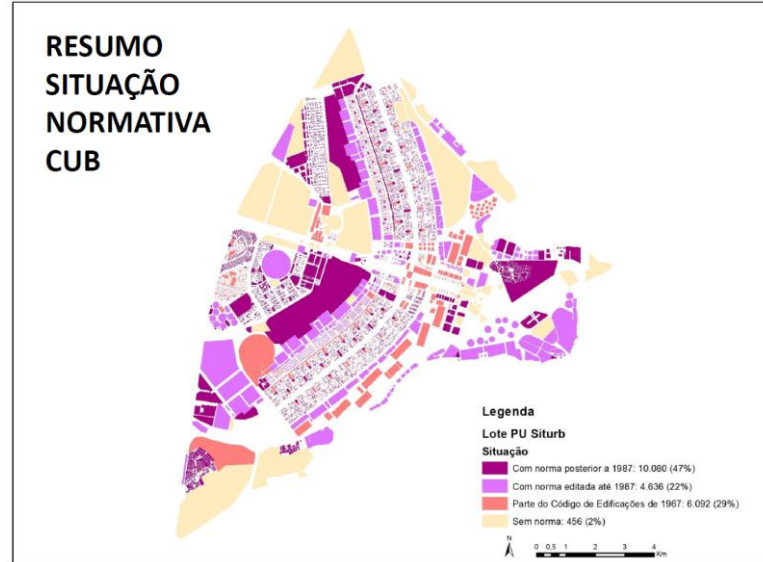 RESUMO
SITUAÇÃO
NORMATIVA
CUB
Legenda
Lote PU Siturb
Situação
Com norma posterior a 1987: 10.080 (47%)
Com norma editada até 1987: 4.636 (22%)
Parte do Código de Edificações de 1967: 6.092 (29%)
Sem norma: 456 (2%)
N
0 0,5 1 2 3 4
Km